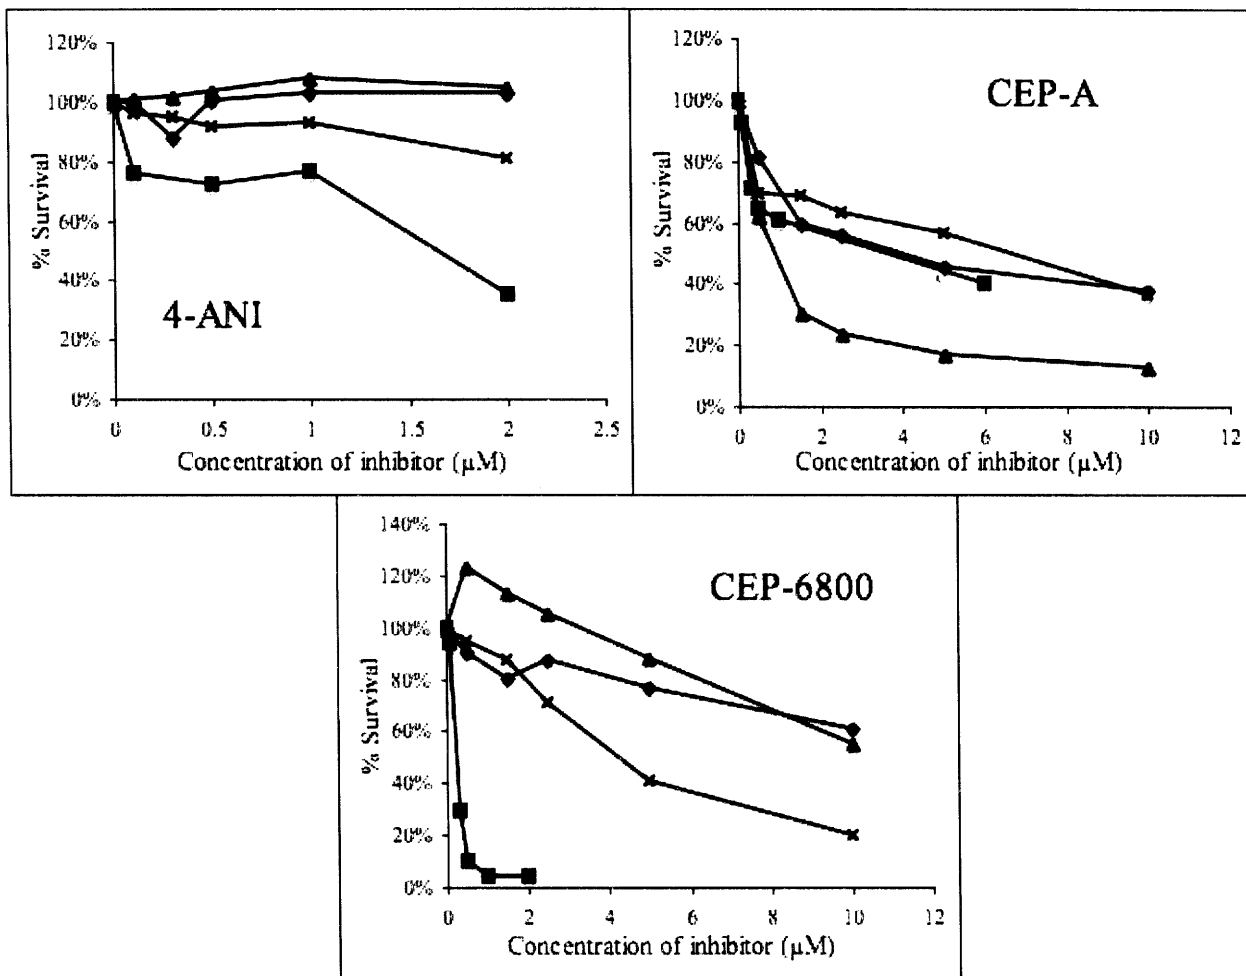 120%
100%
80%
60%
40%
20%
0%
% Survival
4-ANI
0 0.5 1 1.5 2 2.5
Concentration of inhibitor (µM)
120%
100%
80%
60%
40%
20%
0%
% Survival
CEP-A
0 2 4 6 8 10 12
Concentration of inhibitor (µM)
140%
120%
100%
80%
60%
40%
20%
0%
% Survival
CEP-6800
0 2 4 6 8 10 12
Concentration of inhibitor (µM)